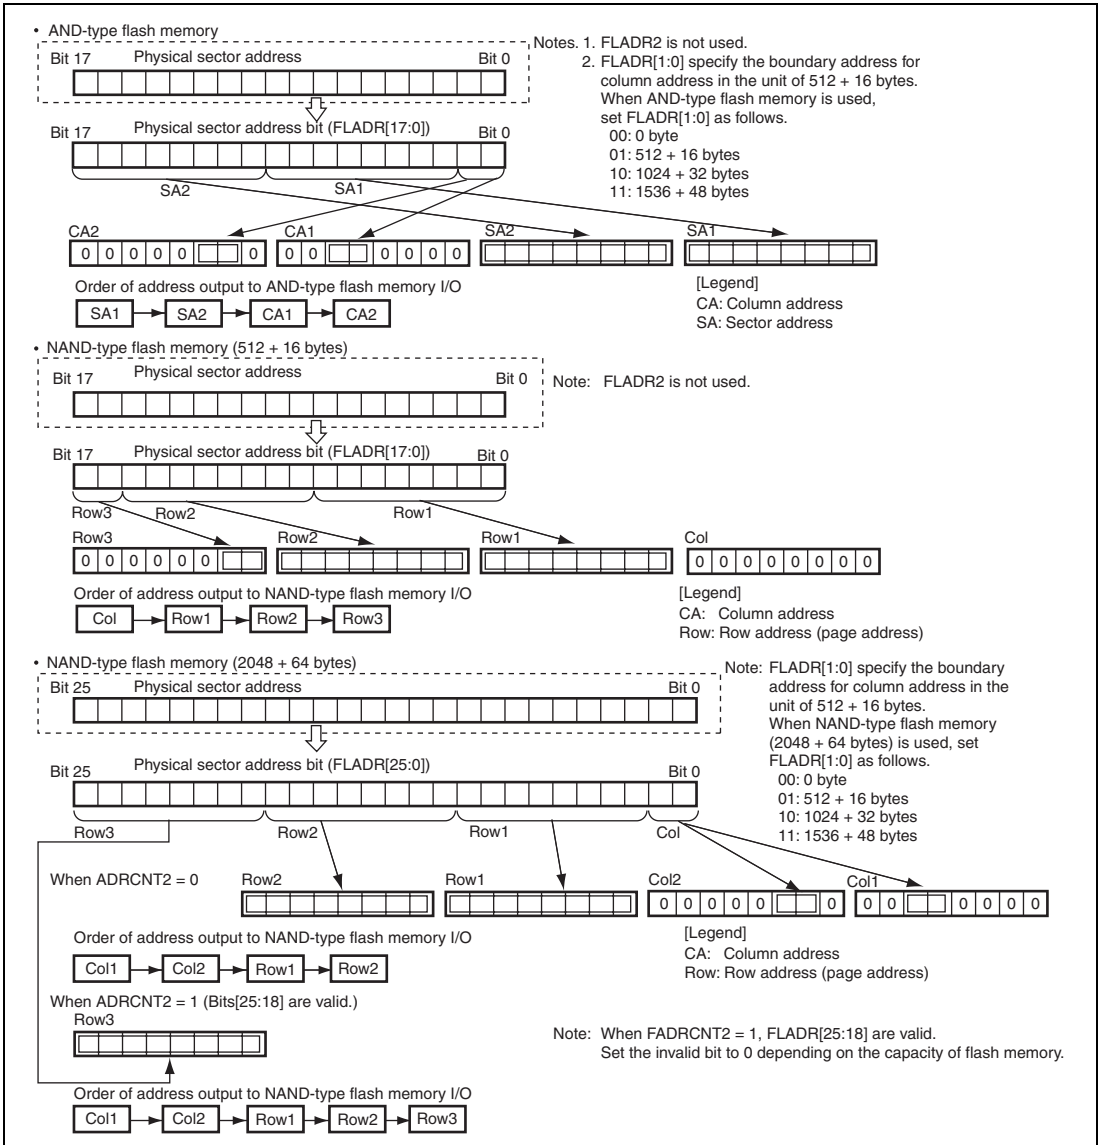 • AND-type flash memory
Bit 17 Physical sector address Bit 0
Notes. 1. FLADR2 is not used.
2. FLADR[1:0] specify the boundary address for
column address in the unit of 512 + 16 bytes.
When AND-type flash memory is used,
set FLADR[1:0] as follows.
00: 0 byte
01: 512 + 16 bytes
10: 1024 + 32 bytes
11: 1536 + 48 bytes
Bit 17 Physical sector address bit (FLADR[17:0]) Bit 0
SA2 SA1
CA2 CA1 SA2 SA1
0 0 0 0 0 0 0 0 0 0 0 0
Order of address output to AND-type flash memory I/O
SA1 SA2 CA1 CA2
[Legend]
CA: Column address
SA: Sector address
• NAND-type flash memory (512 + 16 bytes)
Bit 17 Physical sector address Bit 0
Note: FLADR2 is not used.
Bit 17 Physical sector address bit (FLADR[17:0]) Bit 0
Row3 Row2 Row1
Row3 Row2 Row1 Col
0 0 0 0 0 0 0 0 0 0 0 0 0 0
Order of address output to NAND-type flash memory I/O
Col Row1 Row2 Row3
[Legend]
CA: Column address
Row: Row address (page address)
• NAND-type flash memory (2048 + 64 bytes)
Bit 25 Physical sector address Bit 0
Note: FLADR[1:0] specify the boundary
address for column address in the
unit of 512 + 16 bytes.
When NAND-type flash memory
(2048 + 64 bytes) is used, set
FLADR[1:0] as follows.
00: 0 byte
01: 512 + 16 bytes
10: 1024 + 32 bytes
11: 1536 + 48 bytes
Bit 25 Physical sector address bit (FLADR[25:0]) Bit 0
Row3 Row2 Row1 Col
When ADRCNT2 = 0
Row2 Row1 Col2 Col1
0 0 0 0 0 0 0 0 0 0 0 0
Order of address output to NAND-type flash memory I/O
Col1 Col2 Row1 Row2
[Legend]
CA: Column address
Row: Row address (page address)
When ADRCNT2 = 1 (Bits[25:18] are valid.)
Row3
Note: When FADRCNT2 = 1, FLADR[25:18] are valid.
Set the invalid bit to 0 depending on the capacity of flash memory.
Order of address output to NAND-type flash memory I/O
Col1 Col2 Row1 Row2 Row3